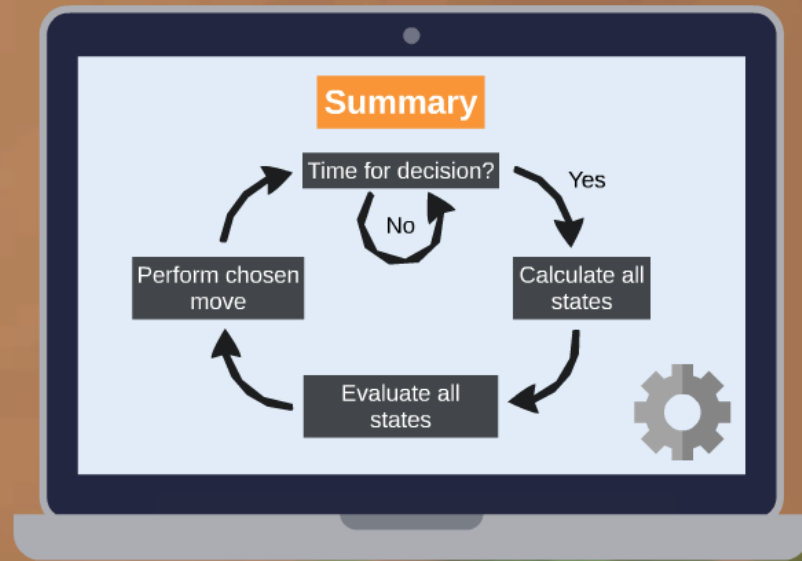 Summary
Time for decision?
Yes
No
Perform chosen
move
Calculate all
states
Evaluate all
states